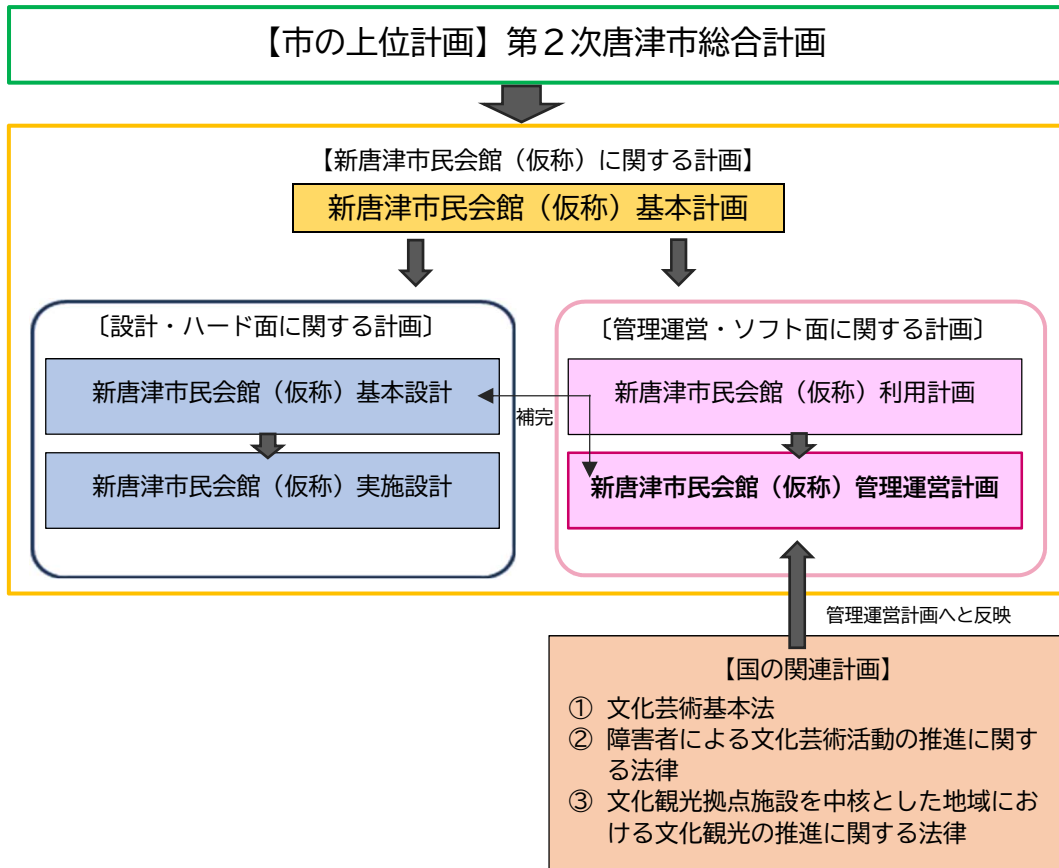 【市の上位計画】第２次唐津市総合計画
【新唐津市民会館（仮称）に関する計画】
新唐津市民会館（仮称）基本計画
〔設計・ハード面に関する計画〕
新唐津市民会館（仮称）基本設計
新唐津市民会館（仮称）実施設計
補完
〔管理運営・ソフト面に関する計画〕
新唐津市民会館（仮称）利用計画
新唐津市民会館（仮称）管理運営計画
管理運営計画へと反映
【国の関連計画】
① 文化芸術基本法
② 障害者による文化芸術活動の推進に関す
る法律
③ 文化観光拠点施設を中核とした地域にお
ける文化観光の推進に関する法律